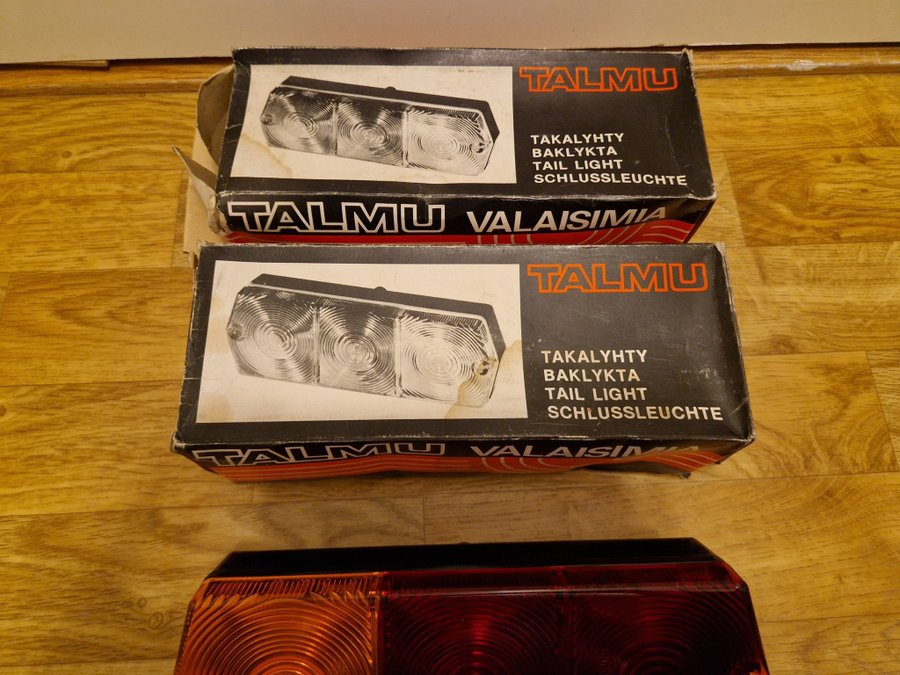 TALMU
TAKALYHTY
BAKLYKTA
TAIL LIGHT
SCHLUSSLEUCHTE
TALMU VALAISIMIA
TALMU
TAKALYHTY
BAKLYKTA
TAIL LIGHT
SCHLUSSLEUCHTE
TALMU VALAISIMIA